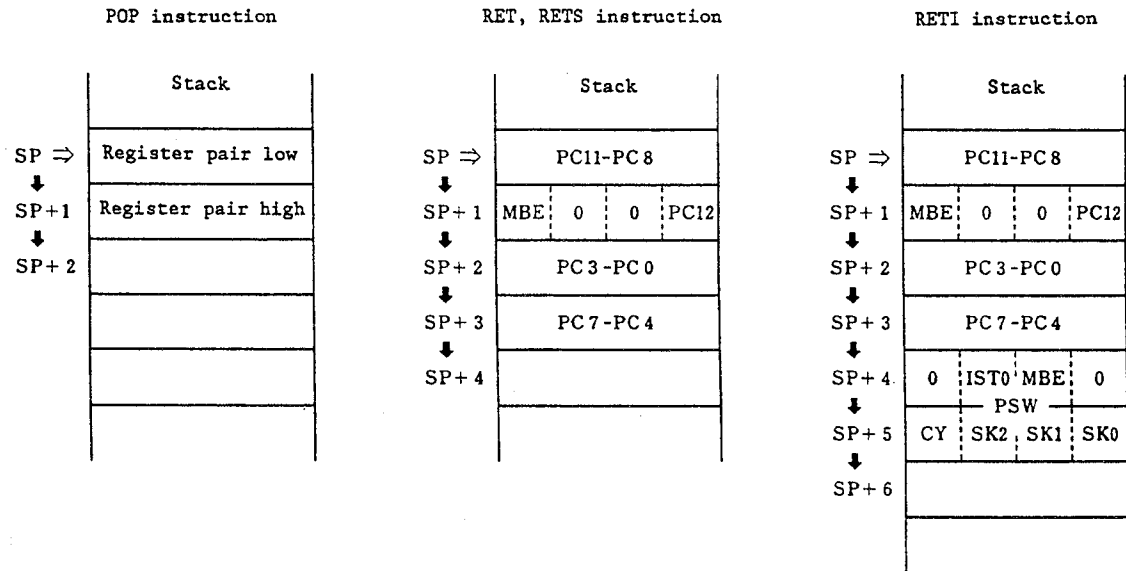 POP instruction
Stack
SP ⇒ Register pair low
SP+1 Register pair high
SP+2
RET, RETS instruction
Stack
SP ⇒ PC11-PC8
SP+1 MBE 0 0 PC12
SP+2 PC3-PC0
SP+3 PC7-PC4
SP+4
RETI instruction
Stack
SP ⇒ PC11-PC8
SP+1 MBE 0 0 PC12
SP+2 PC3-PC0
SP+3 PC7-PC4
SP+4 0 IST0 MBE 0
PSW
SP+5 CY SK2 SK1 SK0
SP+6